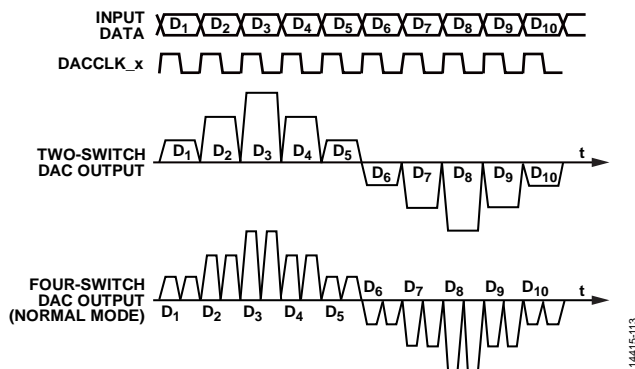 INPUT
DATA
D1 D2 D3 D4 D5 D6 D7 D8 D9 D10
DACCLK_x
TWO-SWITCH
DAC OUTPUT
D1 D2 D3 D4 D5 D6 D7 D8 D9 D10 t
FOUR-SWITCH
DAC OUTPUT
(NORMAL MODE)
D1 D2 D3 D4 D5 D6 D7 D8 D9 D10 t
14415-113